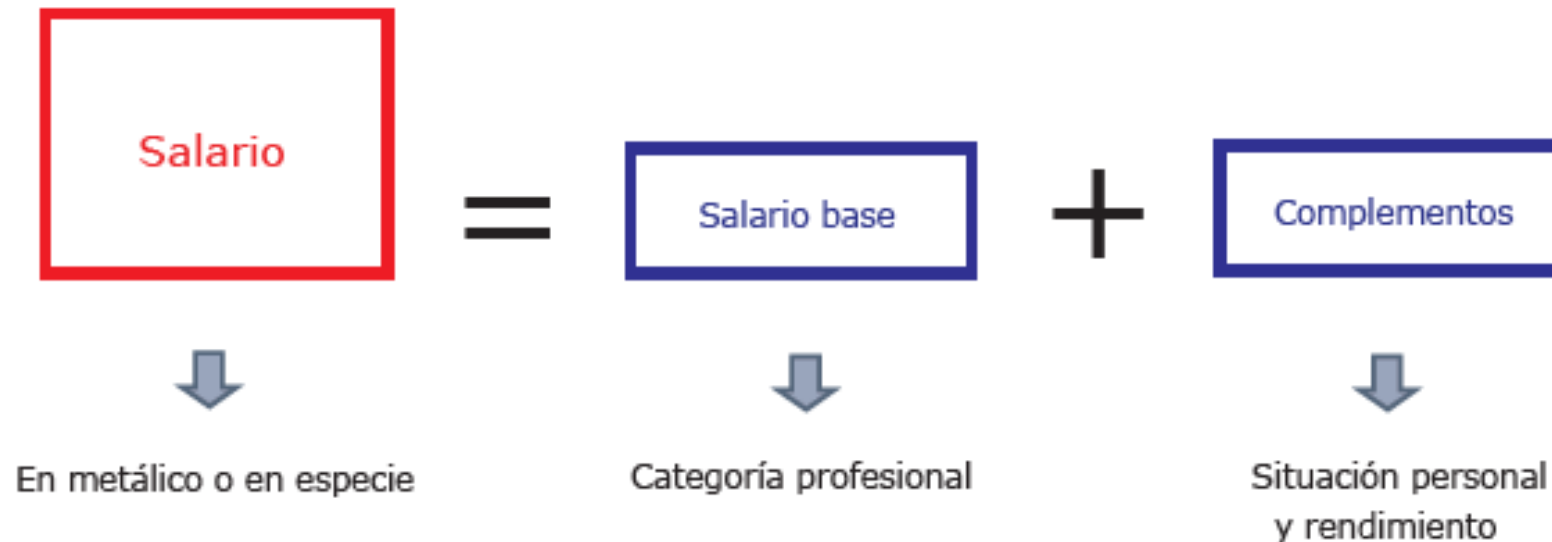 Salario
=
Salario base
+
Complementos
En metálico o en especie
Categoría profesional
Situación personal
y rendimiento